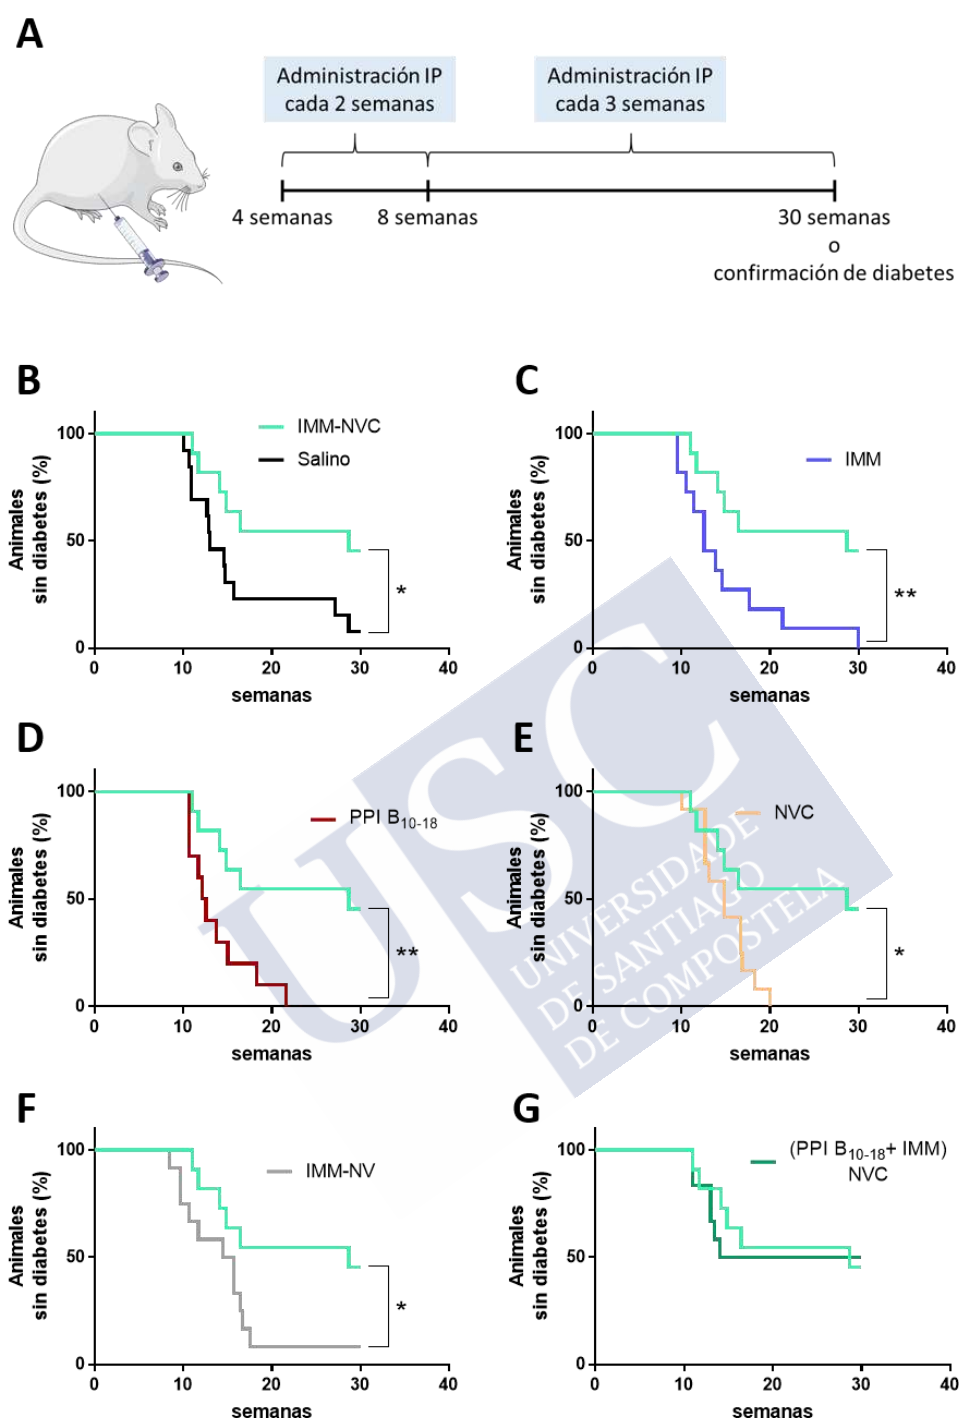 A
Administración IP
cada 2 semanas
Administración IP
cada 3 semanas
4 semanas
8 semanas
30 semanas
o
confirmación de diabetes
B
Animales
sin diabetes (%)
100
50
0
0 10 20 30 40
semanas
IMM-NVC
Salino
*
C
Animales
sin diabetes (%)
100
50
0
0 10 20 30 40
semanas
IMM
**
D
Animales
sin diabetes (%)
100
50
0
0 10 20 30 40
semanas
PPI B10-18
**
E
Animales
sin diabetes (%)
100
50
0
0 10 20 30 40
semanas
NVC
*
F
Animales
sin diabetes (%)
100
50
0
0 10 20 30 40
semanas
IMM-NV
*
G
Animales
sin diabetes (%)
100
50
0
0 10 20 30 40
semanas
(PPI B10-18+ IMM)
NVC
USC
UNIVERSIDADE
DE SANTIAGO
DE COMPOSTELA